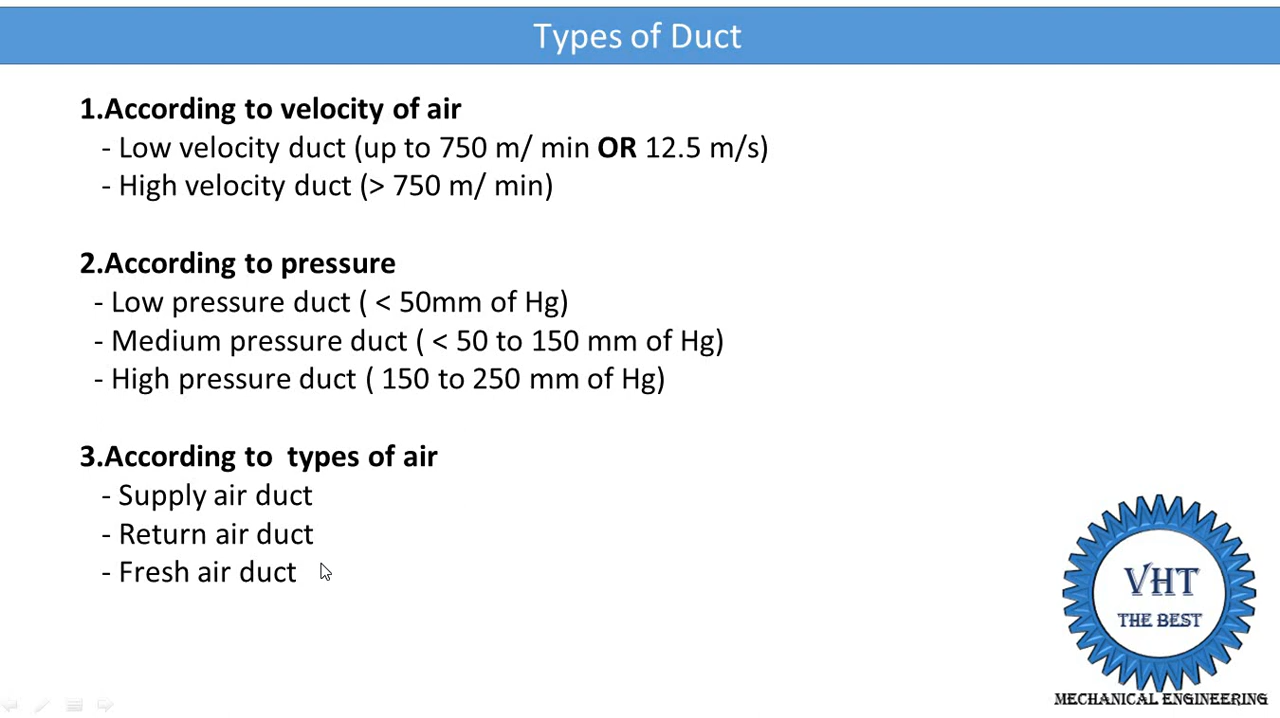 Types of Duct
1.According to velocity of air
- Low velocity duct (up to 750 m/ min OR 12.5 m/s)
- High velocity duct (> 750 m/ min)
2.According to pressure
- Low pressure duct ( < 50mm of Hg)
- Medium pressure duct ( < 50 to 150 mm of Hg)
- High pressure duct ( 150 to 250 mm of Hg)
3.According to  types of air
- Supply air duct
- Return air duct
- Fresh air duct
VHT
THE BEST
MECHANICAL ENGINEERING